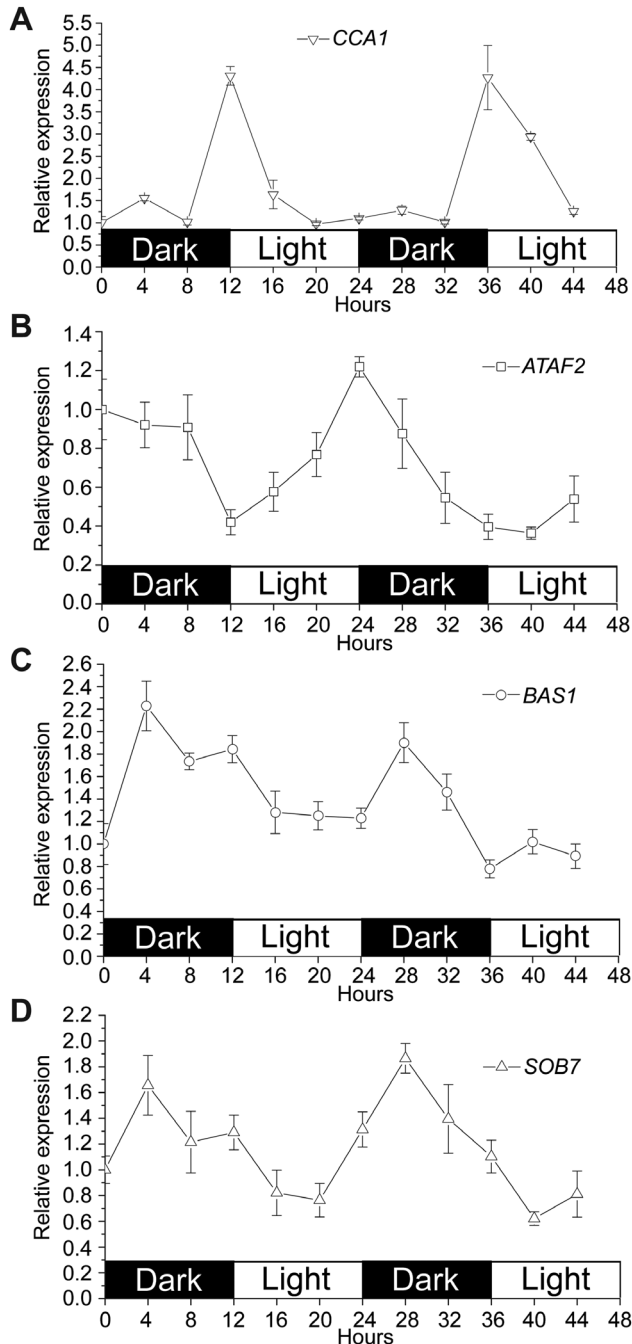 A
CCA1
Relative expression
5.5
5.0
4.5
4.0
3.5
3.0
2.5
2.0
1.5
1.0
0.5
0.0
Dark Light Dark Light
0 4 8 12 16 20 24 28 32 36 40 44 48
Hours
B
ATAF2
Relative expression
1.4
1.2
1.0
0.8
0.6
0.4
0.2
0.0
Dark Light Dark Light
0 4 8 12 16 20 24 28 32 36 40 44 48
Hours
C
BAS1
Relative expression
2.6
2.4
2.2
2.0
1.8
1.6
1.4
1.2
1.0
0.8
0.6
0.4
0.2
0.0
Dark Light Dark Light
0 4 8 12 16 20 24 28 32 36 40 44 48
Hours
D
SOB7
Relative expression
2.2
2.0
1.8
1.6
1.4
1.2
1.0
0.8
0.6
0.4
0.2
0.0
Dark Light Dark Light
0 4 8 12 16 20 24 28 32 36 40 44 48
Hours